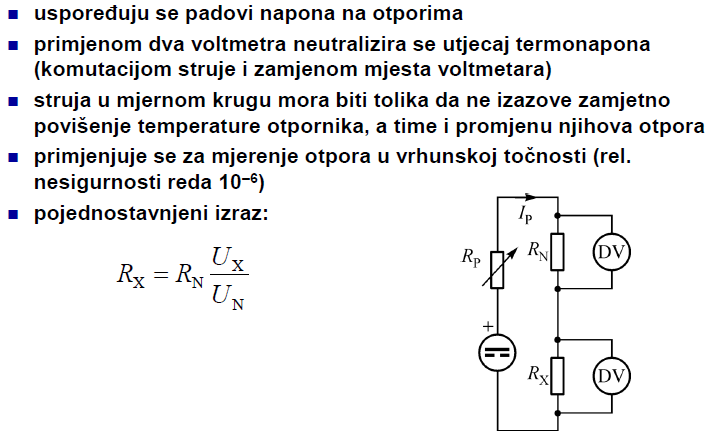 uspoređuju se padovi napona na otporima
primjenom dva voltmetra neutralizira se utjecaj termonapona
(komutacijom struje i zamjenom mjesta voltmetara)
struja u mjernom krugu mora biti tolika da ne izazove zamjetno
povišenje temperature otpornika, a time i promjenu njihova otpora
primjenjuje se za mjerenje otpora u vrhunskoj točnosti (rel.
nesigurnosti reda 10⁻⁶)
pojednostavnjeni izraz:
R_X = R_N U_X / U_N
I_P
R_P
R_N
DV
+
R_X
DV